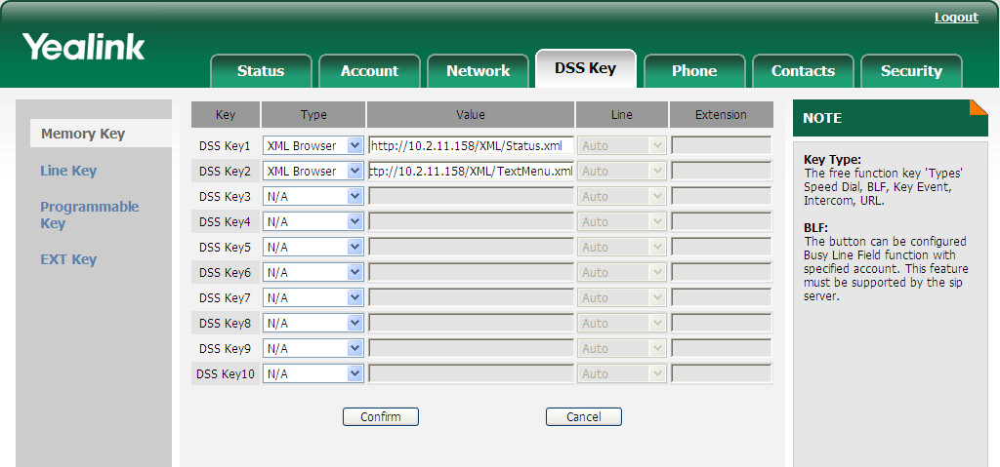 Logout
Yealink
Status Account Network DSS Key Phone Contacts Security
Memory Key
Line Key
Programmable
Key
EXT Key
Key Type Value Line Extension
DSS Key1 XML Browser http://10.2.11.158/XML/Status.xml Auto
DSS Key2 XML Browser ttp://10.2.11.158/XML/TextMenu.xml Auto
DSS Key3 N/A Auto
DSS Key4 N/A Auto
DSS Key5 N/A Auto
DSS Key6 N/A Auto
DSS Key7 N/A Auto
DSS Key8 N/A Auto
DSS Key9 N/A Auto
DSS Key10 N/A Auto
Confirm Cancel
NOTE
Key Type:
The free function key 'Types'
Speed Dial, BLF, Key Event,
Intercom, URL.
BLF:
The button can be configured
Busy Line Field function with
specified account. This feature
must be supported by the sip
server.